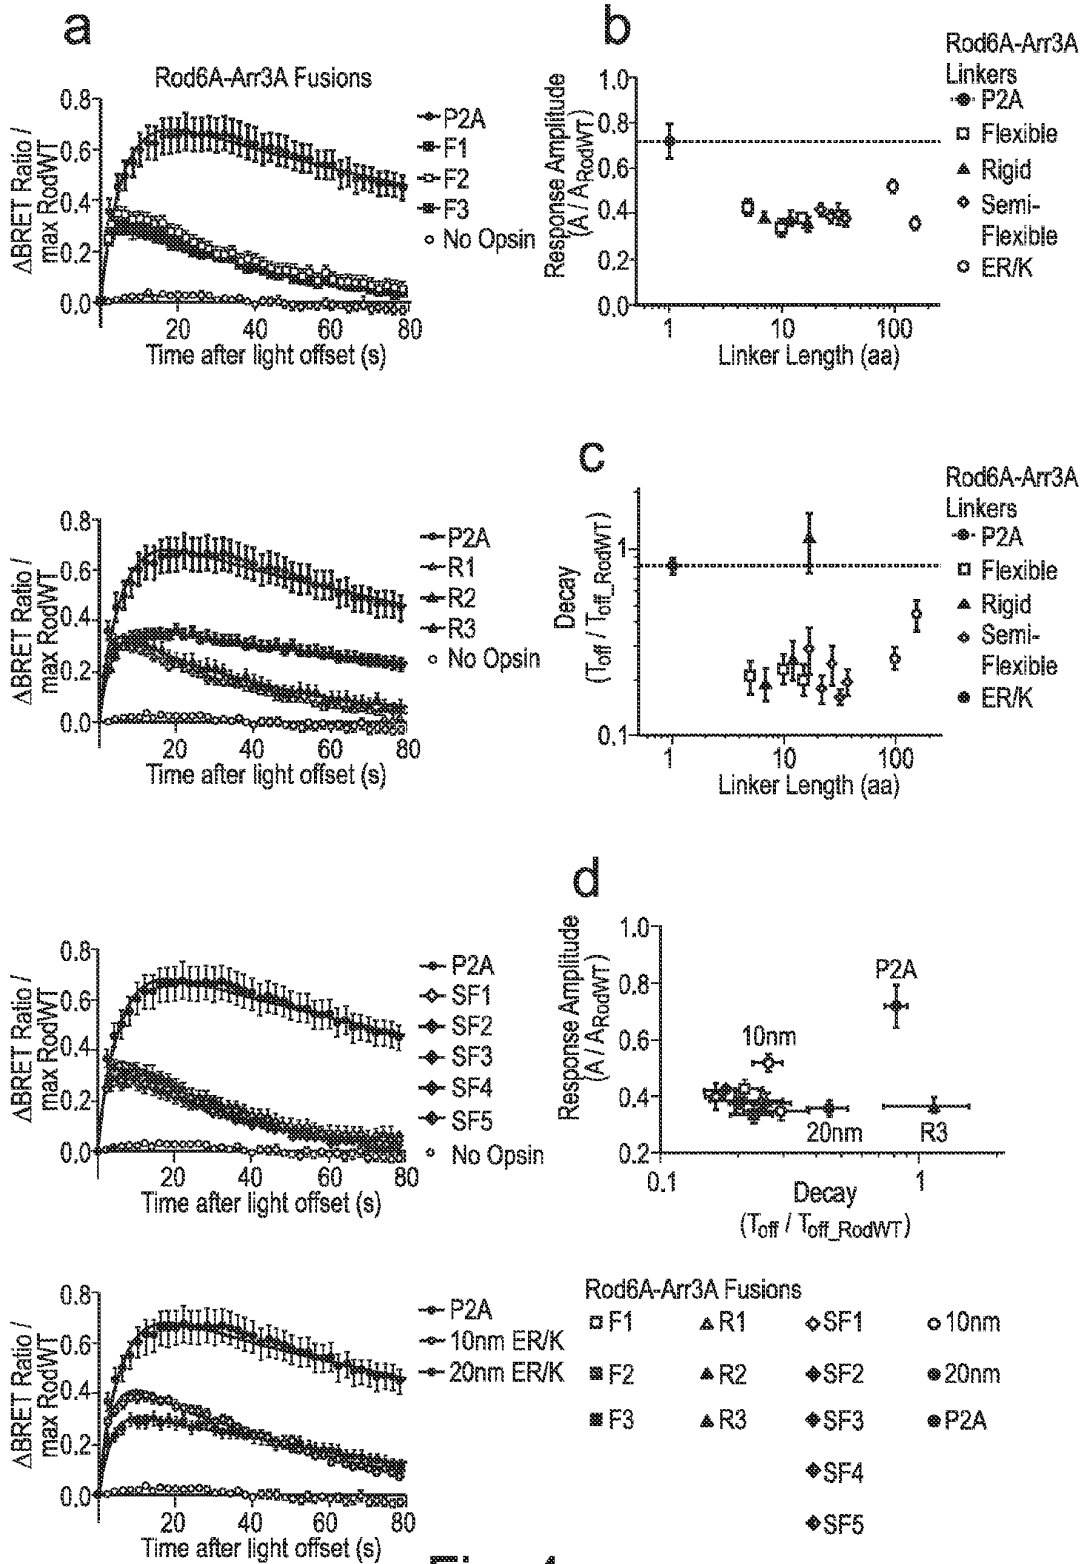 a
Rod6A-Arr3A Fusions
ΔBRET Ratio /
max RodWT
0.8
0.6
0.4
0.2
0.0
20
40
60
80
Time after light offset (s)
P2A
F1
F2
F3
No Opsin
b
Response Amplitude
(A / A_RodWT)
1.0
0.8
0.6
0.4
0.2
0.0
1
10
100
Linker Length (aa)
Rod6A-Arr3A
Linkers
P2A
Flexible
Rigid
Semi-
Flexible
ER/K
ΔBRET Ratio /
max RodWT
0.8
0.6
0.4
0.2
0.0
20
40
60
80
Time after light offset (s)
P2A
R1
R2
R3
No Opsin
c
Decay
(T_off / T_off_RodWT)
1
0.1
1
10
100
Linker Length (aa)
Rod6A-Arr3A
Linkers
P2A
Flexible
Rigid
Semi-
Flexible
ER/K
ΔBRET Ratio /
max RodWT
0.8
0.6
0.4
0.2
0.0
20
40
60
80
Time after light offset (s)
P2A
SF1
SF2
SF3
SF4
SF5
No Opsin
d
Response Amplitude
(A / A_RodWT)
1.0
0.8
0.6
0.4
0.2
P2A
10nm
20nm
R3
0.1
1
Decay
(T_off / T_off_RodWT)
ΔBRET Ratio /
max RodWT
0.8
0.6
0.4
0.2
0.0
20
40
60
80
Time after light offset (s)
P2A
10nm ER/K
20nm ER/K
Rod6A-Arr3A Fusions
F1 R1 SF1 10nm
F2 R2 SF2 20nm
F3 R3 SF3 P2A
SF4
SF5